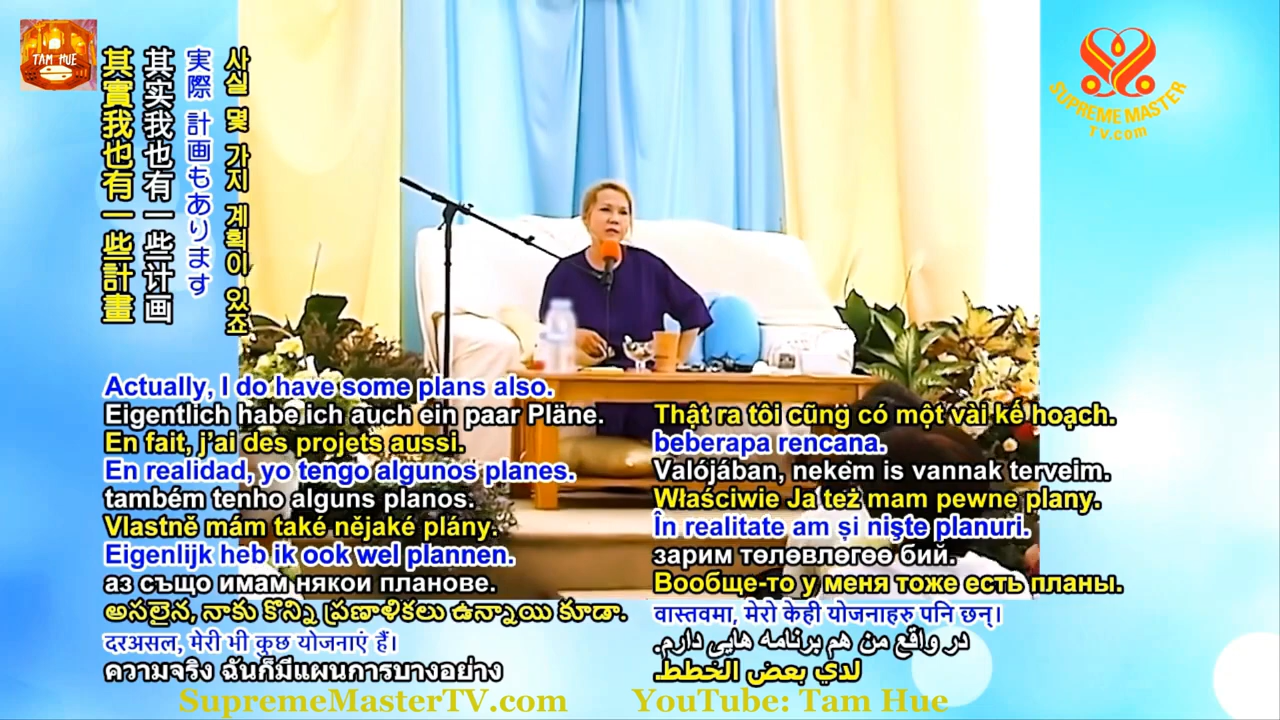 TAM HUE
SUPREME MASTER
TV.com
사실 몇 가지 계획이 있죠
実際 計画もあります
其实我也有一些计画
其實我也有一些計畫
Actually, I do have some plans also.
Eigentlich habe ich auch ein paar Pläne.
En fait, j'ai des projets aussi.
En realidad, yo tengo algunos planes.
também tenho alguns planos.
Vlastně mám také nějaké plány.
Eigenlijk heb ik ook wel plannen.
аз също имам някои планове.
అసలైన, నాకు కొన్ని ప్రణాళికలు ఉన్నాయి కూడా.
दरअसल, मेरी भी कुछ योजनाएं हैं।
ความจริง ฉันก็มีแผนการบางอย่าง
Thật ra tôi cũng có một vài kế hoạch.
beberapa rencana.
Valójában, nekem is vannak terveim.
Właściwie Ja też mam pewne plany.
În realitate am și niște planuri.
зарим төлөвлөгөө бий.
Вообще-то у меня тоже есть планы.
वास्तवमा, मेरो केही योजनाहरु पनि छन्।
در واقع من هم برنامه هایی دارم.
لدي بعض الخطط.
SupremeMasterTV.com
YouTube: Tam Hue